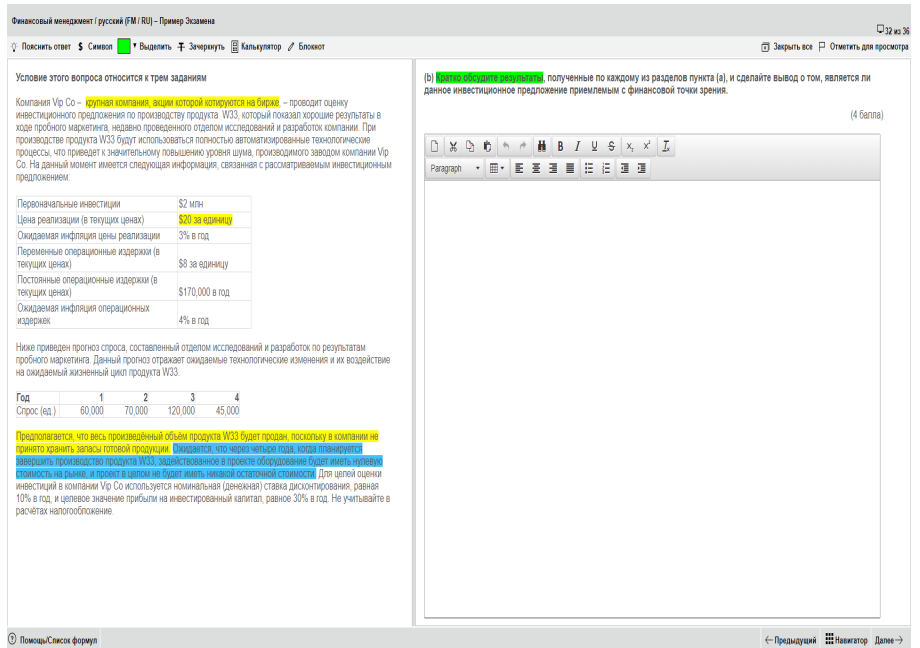 Финансовый менеджмент / русский (FM / RU) – Пример Экзамена
32 из 36
Пояснить ответ $ Символ Выделить Зачеркнуть Калькулятор Блокнот
Закрыть все Отметить для просмотра
Условие этого вопроса относится к трем заданиям
Компания Vip Co – крупная компания, акции которой котируются на бирже, – проводит оценку
инвестиционного предложения по производству продукта W33, который показал хорошие результаты в
ходе пробного маркетинга, недавно проведенного отделом исследований и разработок компании. При
производстве продукта W33 будут использоваться полностью автоматизированные технологические
процессы, что приведет к значительному повышению уровня шума, производимого заводом компании Vip
Co. На данный момент имеется следующая информация, связанная с рассматриваемым инвестиционным
предложением:
Первоначальные инвестиции $2 млн
Цена реализации (в текущих ценах) $20 за единицу
Ожидаемая инфляция цены реализации 3% в год
Переменные операционные издержки (в
текущих ценах) $8 за единицу
Постоянные операционные издержки (в
текущих ценах) $170,000 в год
Ожидаемая инфляция операционных
издержек 4% в год
Ниже приведен прогноз спроса, составленный отделом исследований и разработок по результатам
пробного маркетинга. Данный прогноз отражает ожидаемые технологические изменения и их воздействие
на ожидаемый жизненный цикл продукта W33.
Год 1 2 3 4
Спрос (ед.) 60,000 70,000 120,000 45,000
Предполагается, что весь произведённый объём продукта W33 будет продан, поскольку в компании не
принято хранить запасы готовой продукции. Ожидается, что через четыре года, когда планируется
завершить производство продукта W33, задействованное в проекте оборудование будет иметь нулевую
стоимость на рынке, и проект в целом не будет иметь никакой остаточной стоимости. Для целей оценки
инвестиций в компании Vip Co используется номинальная (денежная) ставка дисконтирования, равная
10% в год, и целевое значение прибыли на инвестированный капитал, равное 30% в год. Не учитывайте в
расчётах налогообложение.
(b) Кратко обсудите результаты, полученные по каждому из разделов пункта (a), и сделайте вывод о том, является ли
данное инвестиционное предложение приемлемым с финансовой точки зрения.
(4 балла)
B I U S x, x² Ix
Paragraph
Помощь/Список формул
Предыдущий Навигатор Далее